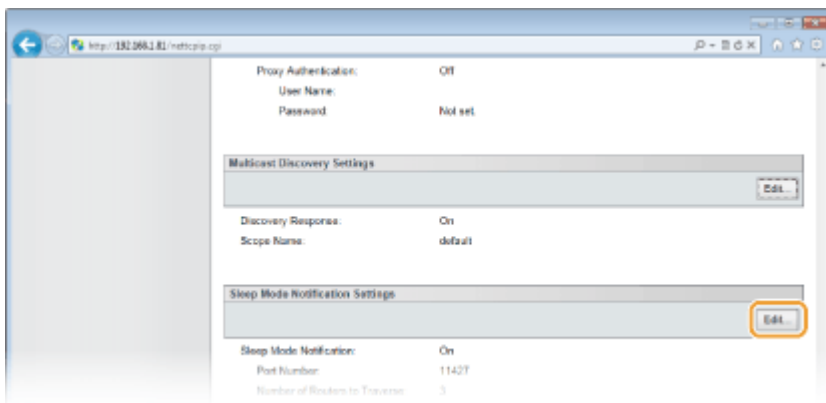 http://192.168.1.81/nettcpip.cgi
Proxy Authentication: Off
User Name:
Password: Not set.
Multicast Discovery Settings
Edit...
Discovery Response: On
Scope Name: default
Sleep Mode Notification Settings
Edit...
Sleep Mode Notification: On
Port Number: 11427
Number of Routers to Traverse: 3